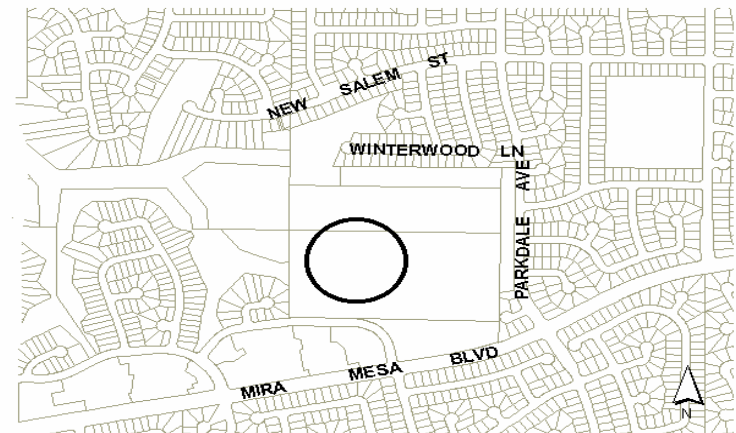 NEW SALEM ST
WINTERWOOD LN
PARKDALE AVE
MIRA MESA BLVD
N